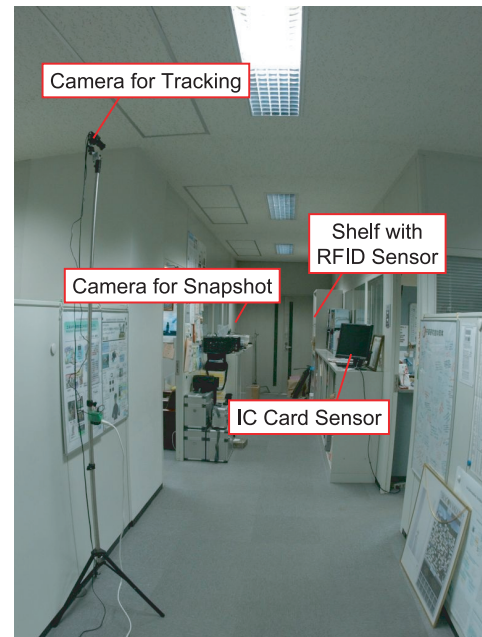 Camera for Tracking
Shelf with
RFID Sensor
Camera for Snapshot
IC Card Sensor